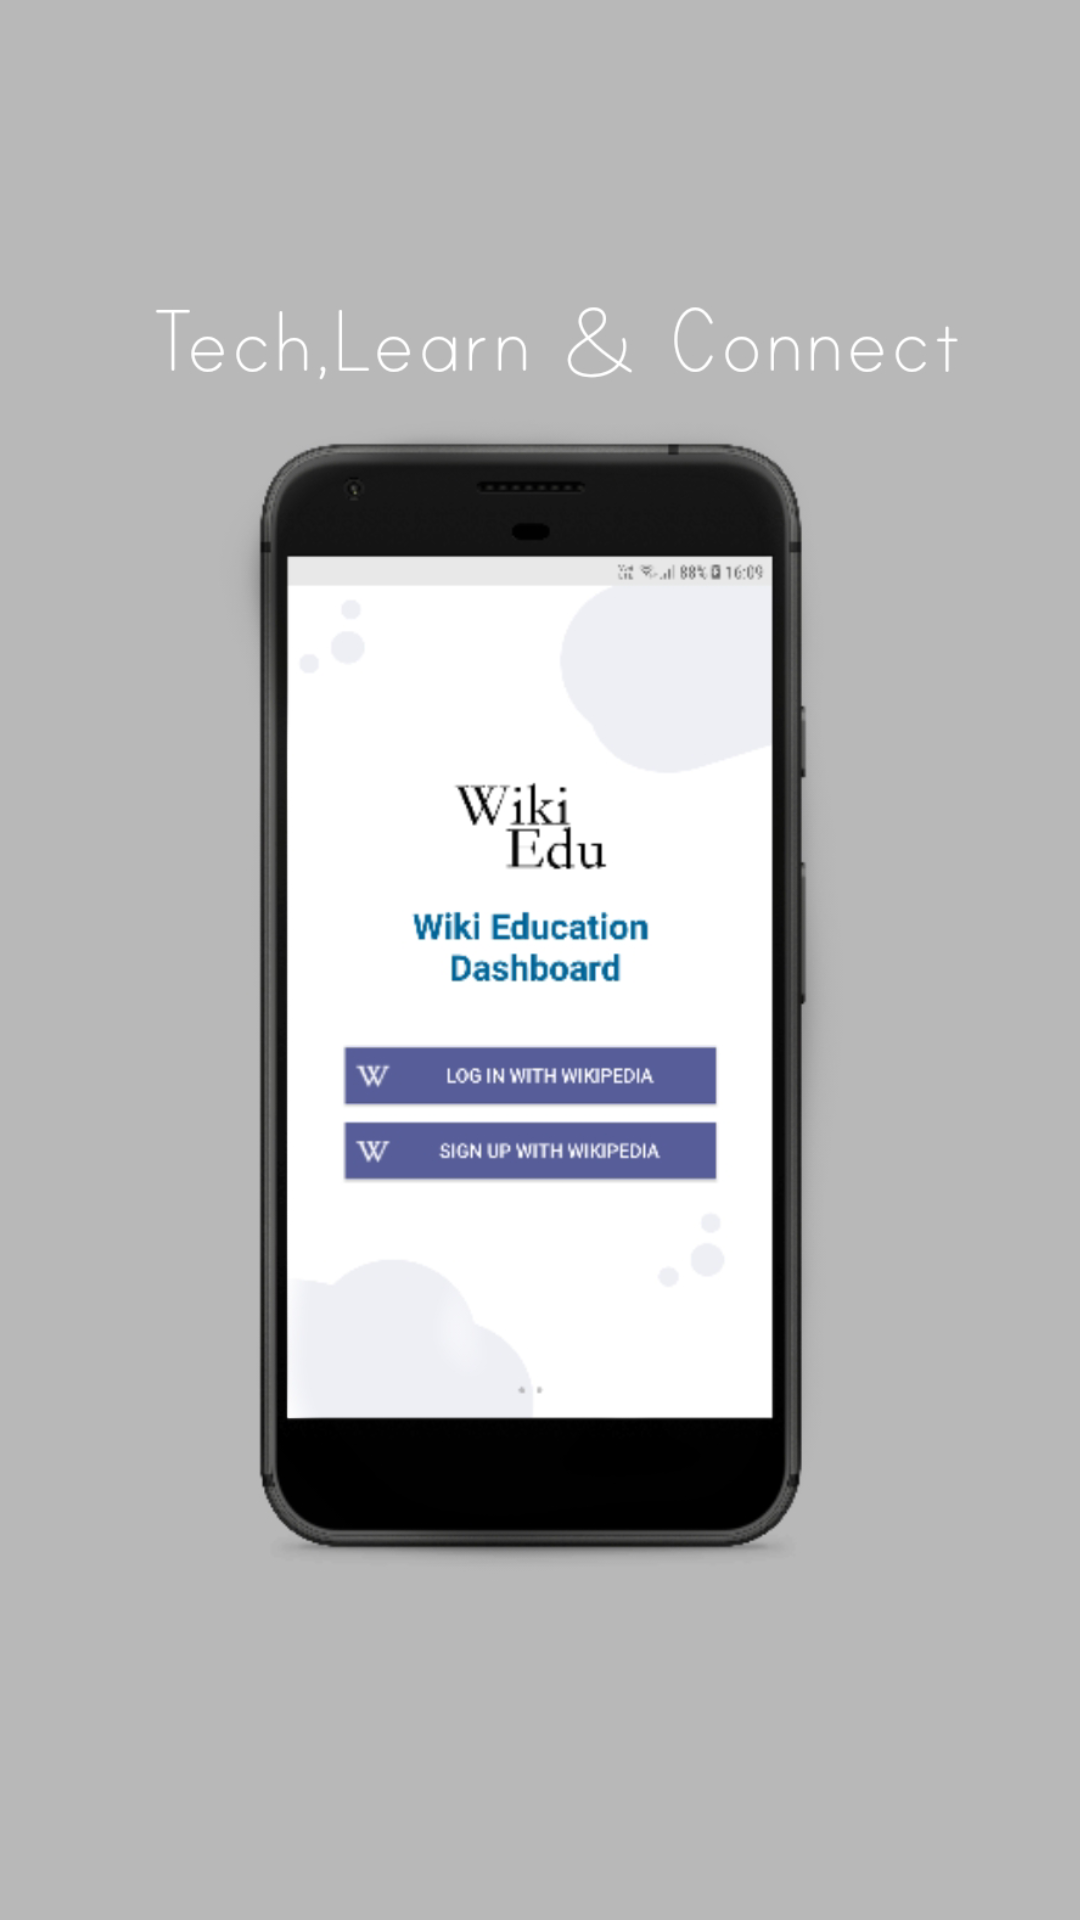 Tech,Learn & Connect
88% 16:09
Wiki
Edu
Wiki Education
Dashboard
W LOG IN WITH WIKIPEDIA
W SIGN UP WITH WIKIPEDIA